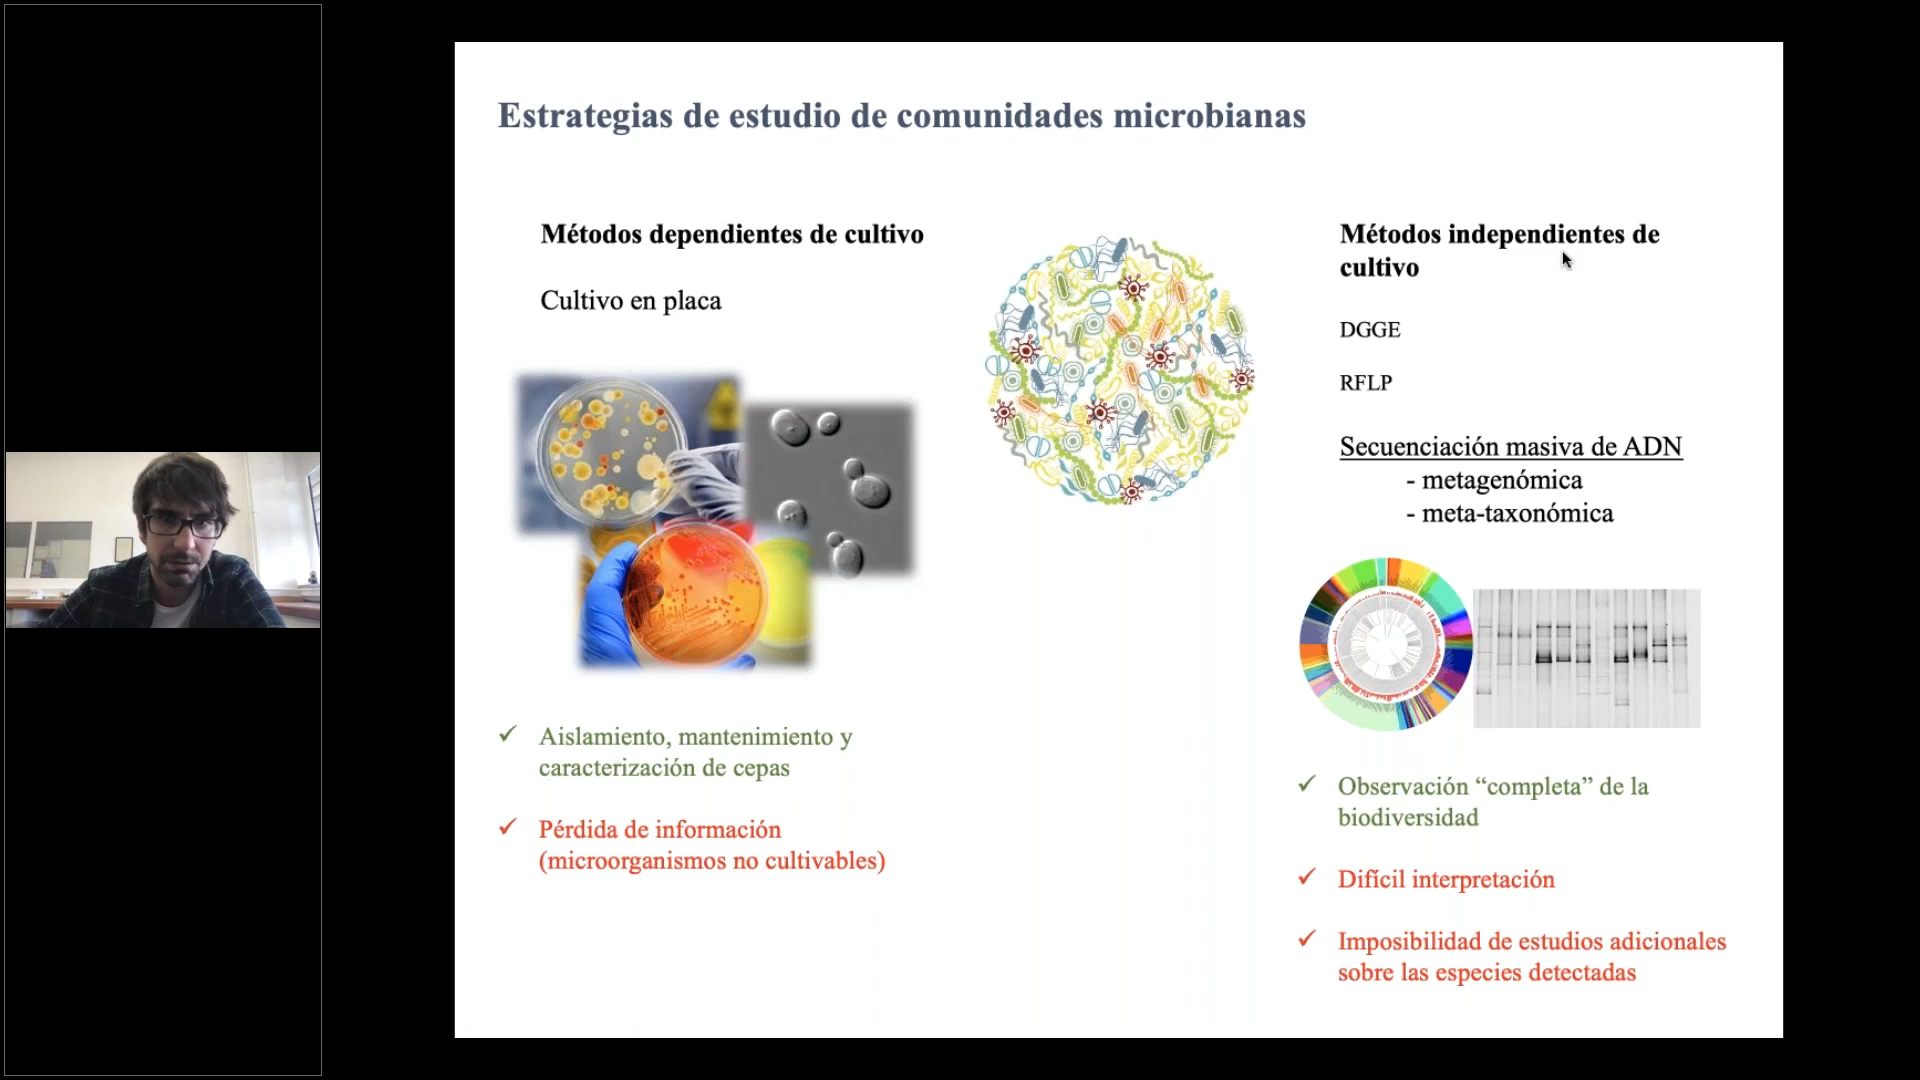 Estrategias de estudio de comunidades microbianas
Métodos dependientes de cultivo
Cultivo en placa
Aislamiento, mantenimiento y
caracterización de cepas
Pérdida de información
(microorganismos no cultivables)
Métodos independientes de
cultivo
DGGE
RFLP
Secuenciación masiva de ADN
- metagenómica
- meta-taxonómica
Observación “completa” de la
biodiversidad
Difícil interpretación
Imposibilidad de estudios adicionales
sobre las especies detectadas